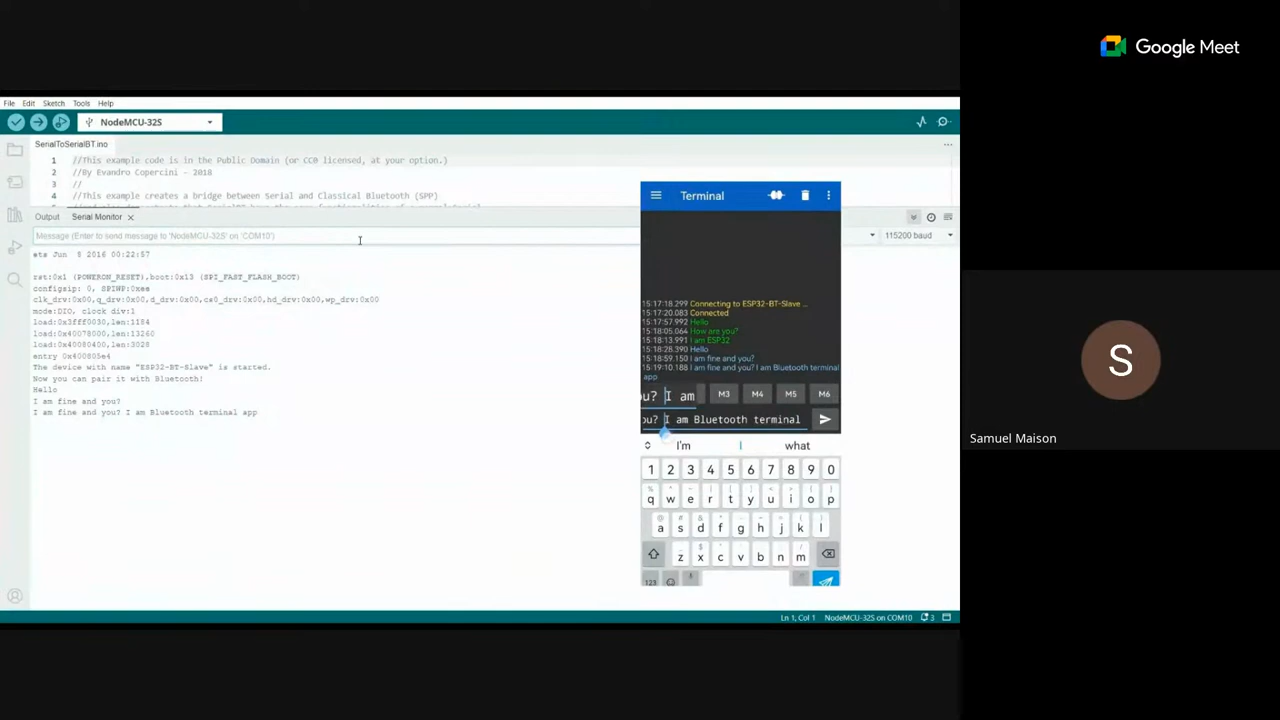 Google Meet
File Edit Sketch Tools Help
NodeMCU-32S
SerialToSerialBT.ino
1 //This example code is in the Public Domain (or CC0 licensed, at your option.)
2 //By Evandro Copercini - 2018
3 //
4 //This example creates a bridge between Serial and Classical Bluetooth (SPP)
Output Serial Monitor
Message (Enter to send message to 'NodeMCU-32S' on 'COM10')
115200 baud
ets Jun 8 2016 00:22:57
rst:0x1 (POWERON_RESET),boot:0x13 (SPI_FAST_FLASH_BOOT)
configsip: 0, SPIWP:0xee
clk_drv:0x00,q_drv:0x00,d_drv:0x00,cs0_drv:0x00,hd_drv:0x00,wp_drv:0x00
mode:DIO, clock div:1
load:0x3fff0030,len:1184
load:0x40078000,len:13260
load:0x40080400,len:3028
entry 0x400805e4
The device with name "ESP32-BT-Slave" is started.
Now you can pair it with Bluetooth!
Hello
I am fine and you?
I am fine and you? I am Bluetooth terminal app
Terminal
15:17:18.299 Connecting to ESP32-BT-Slave ...
15:17:20.083 Connected
15:17:57.992 Hello
15:18:05.064 How are you?
15:18:13.991 I am ESP32
15:18:28.390 Hello
15:18:59.150 I am fine and you?
15:19:10.188 I am fine and you? I am Bluetooth terminal
app
ou? I am M3 M4 M5 M6
ou? I am Bluetooth terminal
I'm I what
1 2 3 4 5 6 7 8 9 0
q w e r t y u i o p
a s d f g h j k l
z x c v b n m
123
Ln 1, Col 1 NodeMCU-32S on COM10 3
S
Samuel Maison